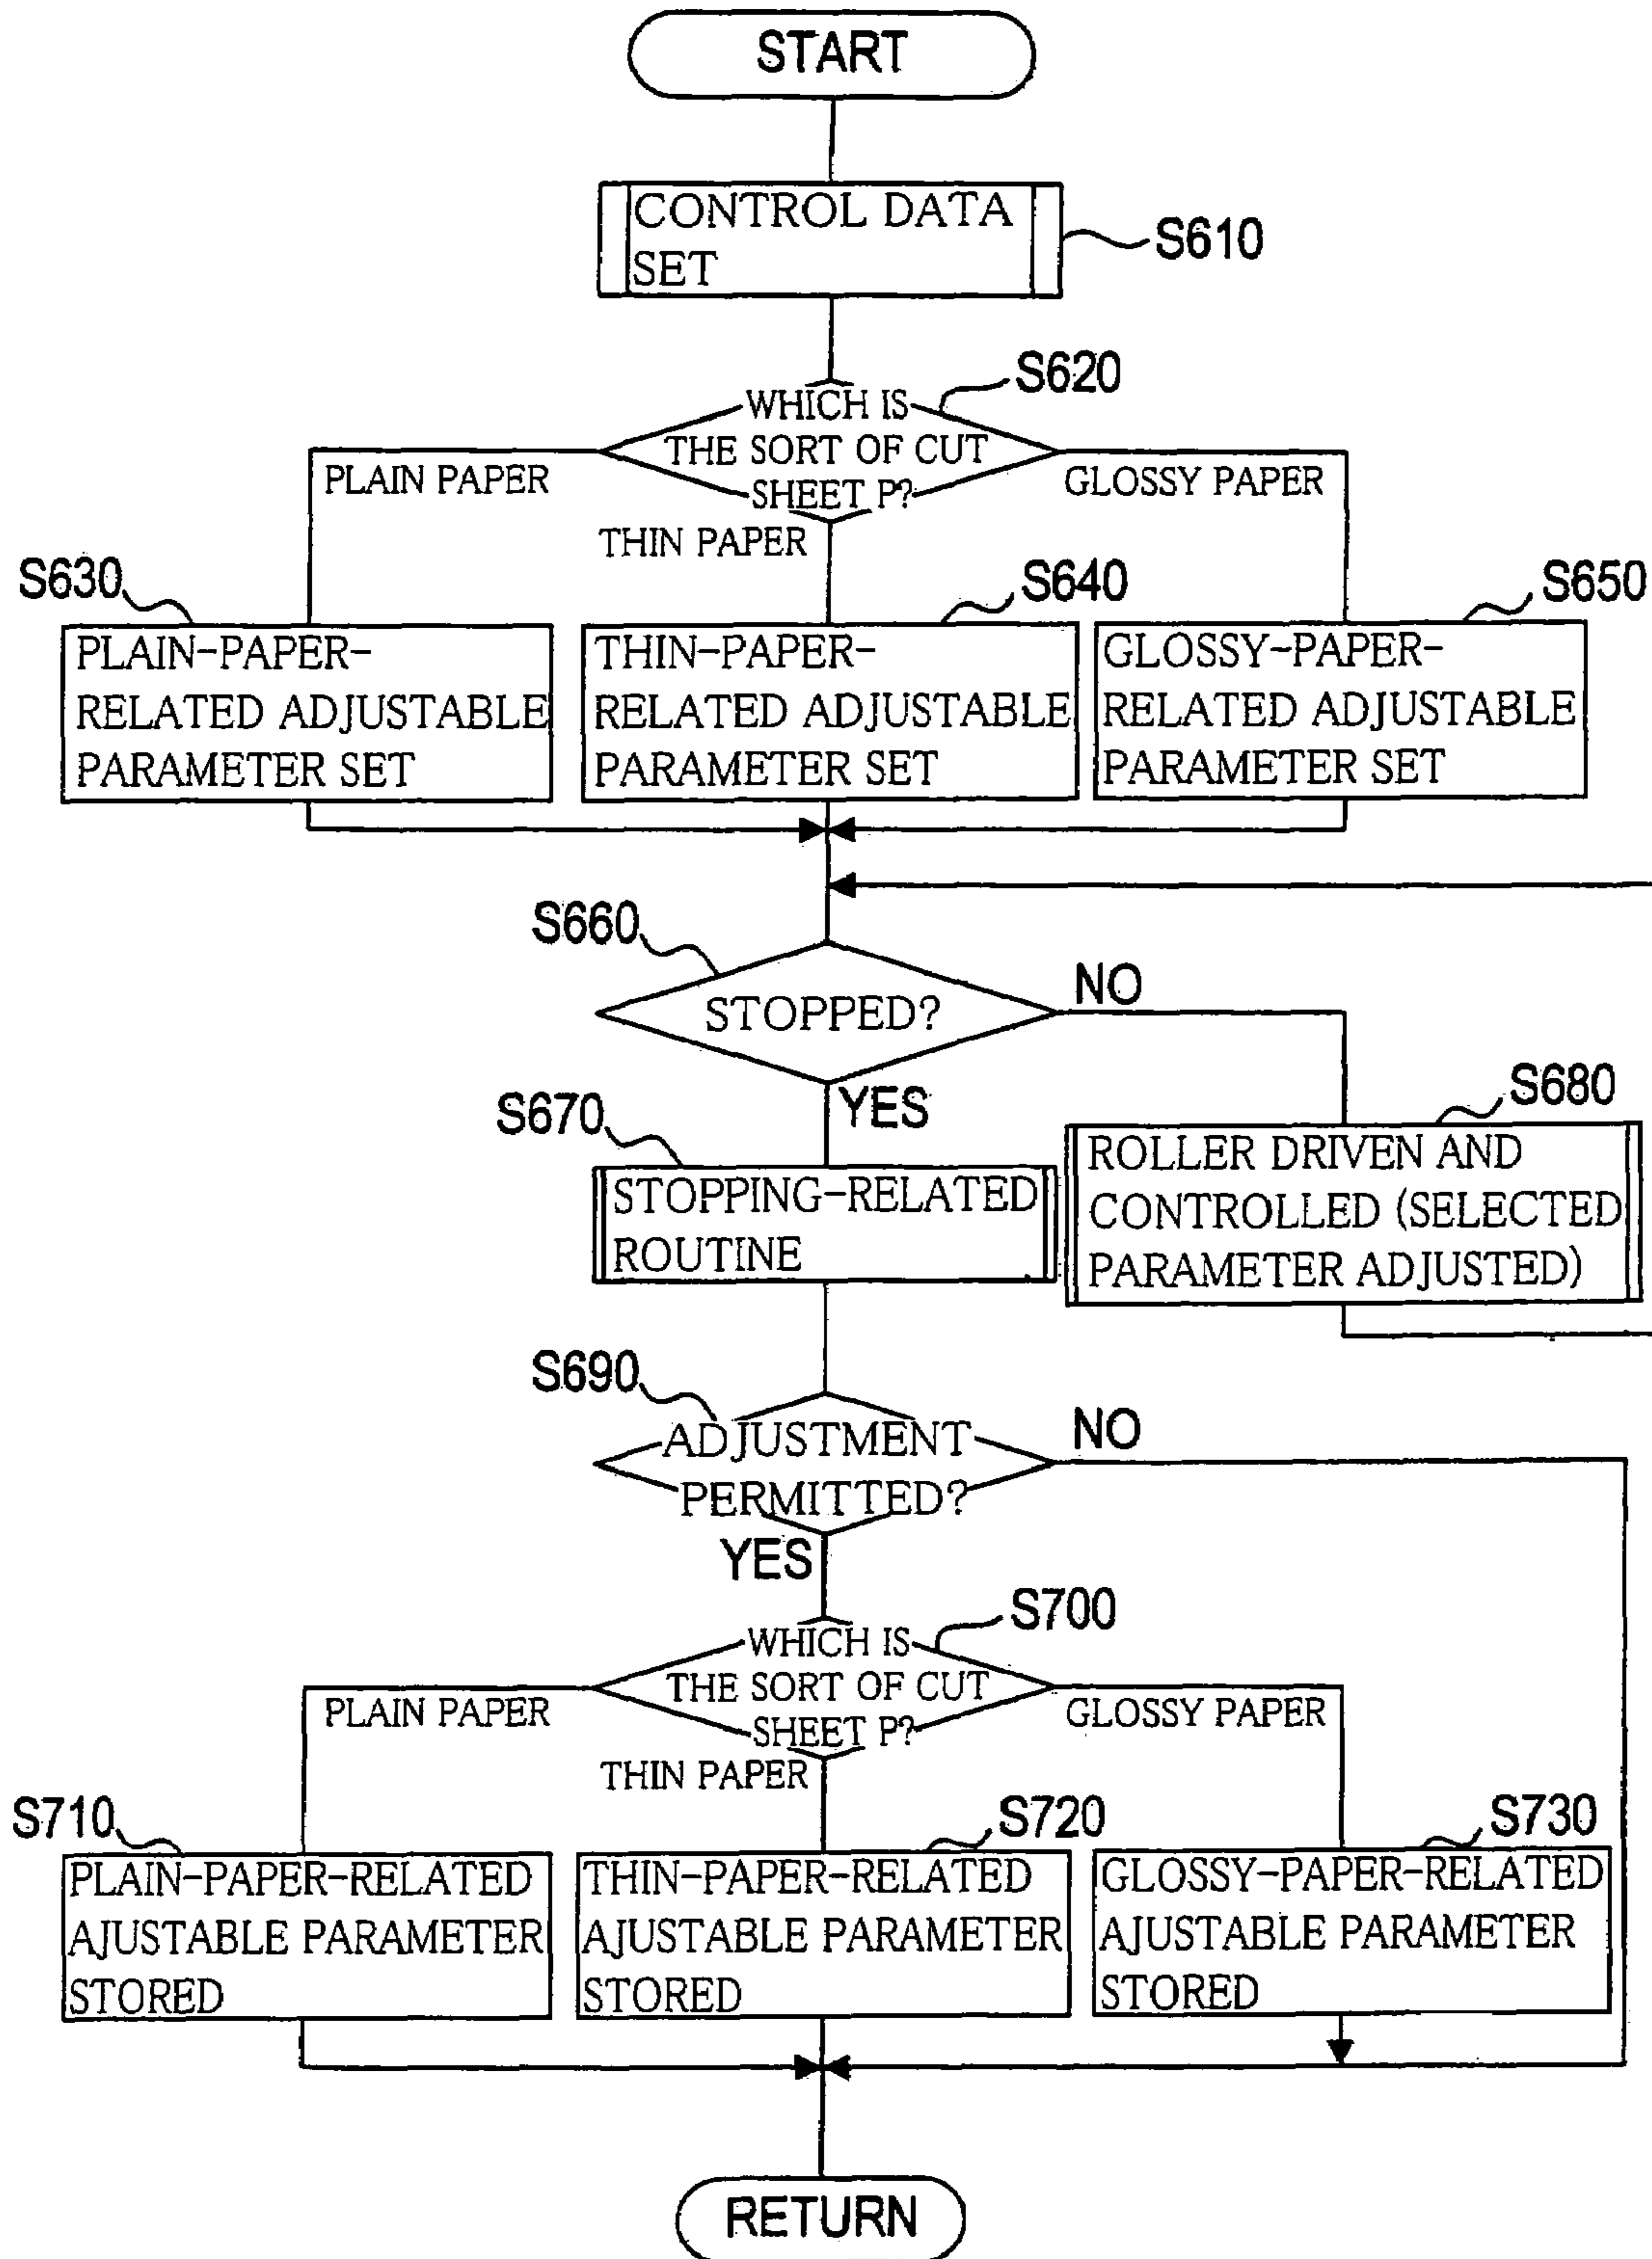 START
CONTROL DATA
SET
S610
S620
WHICH IS
THE SORT OF CUT
SHEET P?
PLAIN PAPER
THIN PAPER
GLOSSY PAPER
S630
PLAIN-PAPER-
RELATED ADJUSTABLE
PARAMETER SET
S640
THIN-PAPER-
RELATED ADJUSTABLE
PARAMETER SET
S650
GLOSSY-PAPER-
RELATED ADJUSTABLE
PARAMETER SET
S660
STOPPED?
NO
YES
S670
STOPPING-RELATED
ROUTINE
S680
ROLLER DRIVEN AND
CONTROLLED (SELECTED
PARAMETER ADJUSTED)
S690
ADJUSTMENT
PERMITTED?
NO
YES
S700
WHICH IS
THE SORT OF CUT
SHEET P?
PLAIN PAPER
THIN PAPER
GLOSSY PAPER
S710
PLAIN-PAPER-RELATED
AJUSTABLE PARAMETER
STORED
S720
THIN-PAPER-RELATED
AJUSTABLE PARAMETER
STORED
S730
GLOSSY-PAPER-RELATED
AJUSTABLE PARAMETER
STORED
RETURN